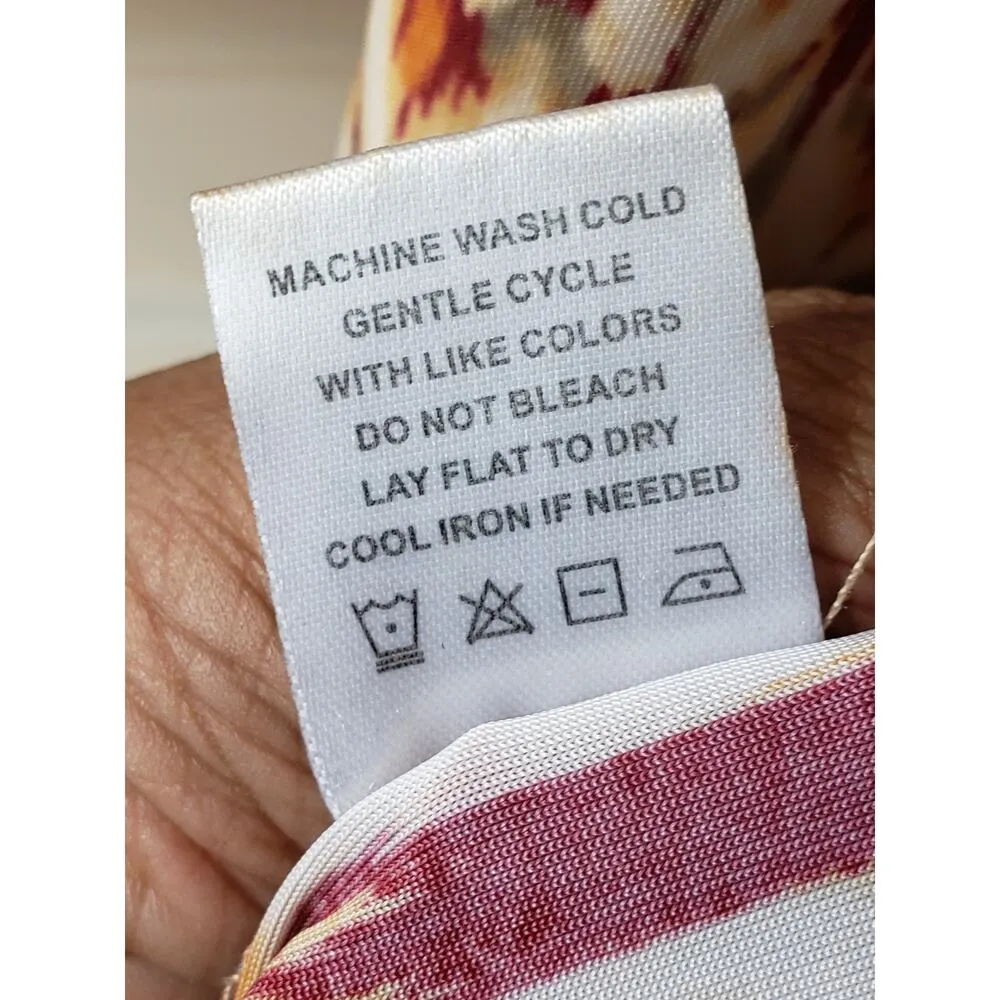 MACHINE WASH COLD
GENTLE CYCLE
WITH LIKE COLORS
DO NOT BLEACH
LAY FLAT TO DRY
COOL IRON IF NEEDED